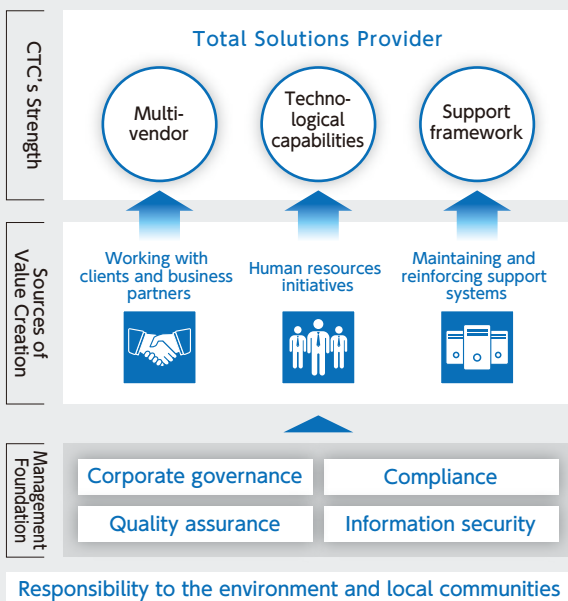 CTC's Strength
Total Solutions Provider
Multi-
vendor
Techno-
logical
capabilities
Support
framework
Sources of
Value Creation
Working with
clients and business
partners
Human resources
initiatives
Maintaining and
reinforcing support
systems
Management
Foundation
Corporate governance
Compliance
Quality assurance
Information security
Responsibility to the environment and local communities